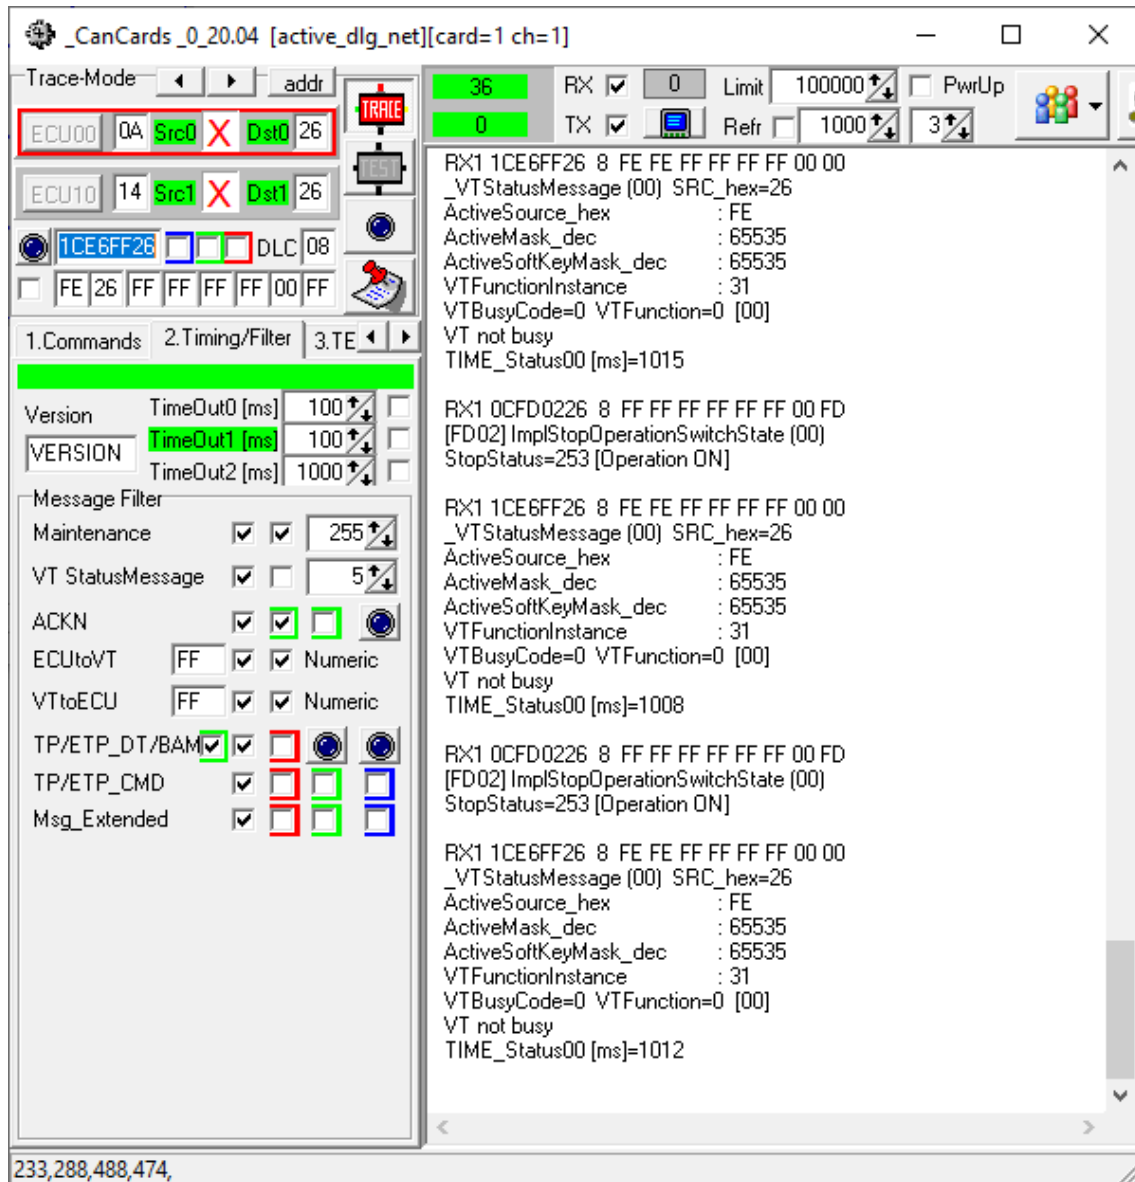 _CanCards _0_20.04 [active_dlg_net][card=1 ch=1]
Trace-Mode addr
ECU00 0A Src0 X Dst0 26
TRACE
ECU10 14 Src1 X Dst1 26
TEST
1CE6FF26 DLC 08
FE 26 FF FF FF FF 00 FF
1.Commands 2.Timing/Filter 3.TE
Version TimeOut0 [ms] 100
VERSION TimeOut1 [ms] 100
TimeOut2 [ms] 1000
Message Filter
Maintenance 255
VT StatusMessage 5
ACKN
ECUtoVT FF Numeric
VTtoECU FF Numeric
TP/ETP_DT/BAM
TP/ETP_CMD
Msg_Extended
36 RX 0 Limit 100000 PwrUp
0 TX Refr 1000 3
RX1 1CE6FF26 8 FE FE FF FF FF FF 00 00
_VTStatusMessage (00) SRC_hex=26
ActiveSource_hex : FE
ActiveMask_dec : 65535
ActiveSoftKeyMask_dec : 65535
VTFunctionInstance : 31
VTBusyCode=0 VTFunction=0 [00]
VT not busy
TIME_Status00 [ms]=1015
RX1 0CFD0226 8 FF FF FF FF FF FF 00 FD
[FD02] ImplStopOperationSwitchState (00)
StopStatus=253 [Operation ON]
RX1 1CE6FF26 8 FE FE FF FF FF FF 00 00
_VTStatusMessage (00) SRC_hex=26
ActiveSource_hex : FE
ActiveMask_dec : 65535
ActiveSoftKeyMask_dec : 65535
VTFunctionInstance : 31
VTBusyCode=0 VTFunction=0 [00]
VT not busy
TIME_Status00 [ms]=1008
RX1 0CFD0226 8 FF FF FF FF FF FF 00 FD
[FD02] ImplStopOperationSwitchState (00)
StopStatus=253 [Operation ON]
RX1 1CE6FF26 8 FE FE FF FF FF FF 00 00
_VTStatusMessage (00) SRC_hex=26
ActiveSource_hex : FE
ActiveMask_dec : 65535
ActiveSoftKeyMask_dec : 65535
VTFunctionInstance : 31
VTBusyCode=0 VTFunction=0 [00]
VT not busy
TIME_Status00 [ms]=1012
233,288,488,474,